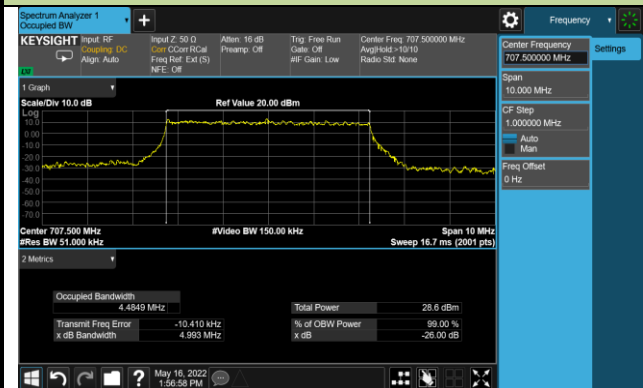 Spectrum Analyzer 1
Occupied BW
+
Frequency
KEYSIGHT
Input: RF
Coupling: DC
Align: Auto
Input Z: 50 Ω
Corr CCorr RCal
Freq Ref: Ext (S)
NFE: Off
Atten: 16 dB
Preamp: Off
Trig: Free Run
Gate: Off
#IF Gain: Low
Center Freq: 707.500000 MHz
Avg|Hold:>10/10
Radio Std: None
Center Frequency
707.500000 MHz
Settings
Span
10.000 MHz
CF Step
1.000000 MHz
Auto
Man
Freq Offset
0 Hz
1 Graph
Scale/Div 10.0 dB
Ref Value 20.00 dBm
Log
10.0
0.00
-10.0
-20.0
-30.0
-40.0
-50.0
-60.0
-70.0
Center 707.500 MHz
#Video BW 150.00 kHz
Span 10 MHz
#Res BW 51.000 kHz
Sweep 16.7 ms (2001 pts)
2 Metrics
Occupied Bandwidth
4.4849 MHz
Total Power
28.6 dBm
Transmit Freq Error
-10.410 kHz
% of OBW Power
99.00 %
x dB Bandwidth
4.993 MHz
x dB
-26.00 dB
?
May 16, 2022
1:56:58 PM